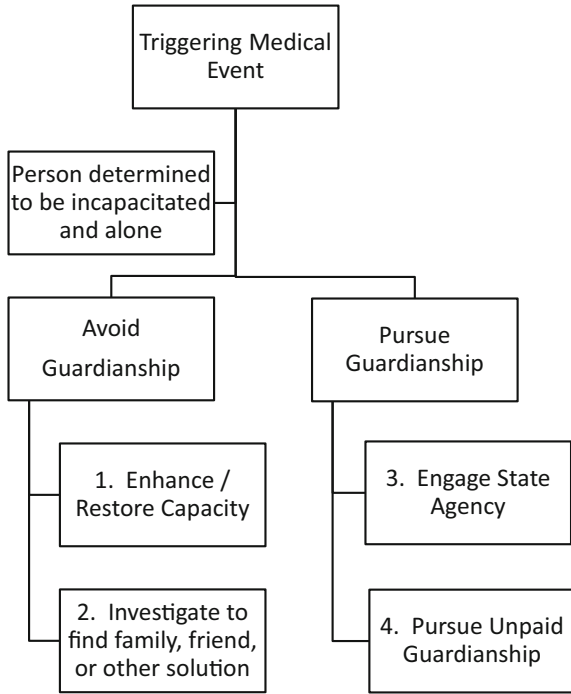 Triggering Medical
Event
Person determined
to be incapacitated
and alone
Avoid
Guardianship
Pursue
Guardianship
1. Enhance /
Restore Capacity
3. Engage State
Agency
2. Investigate to
find family, friend,
or other solution
4. Pursue Unpaid
Guardianship